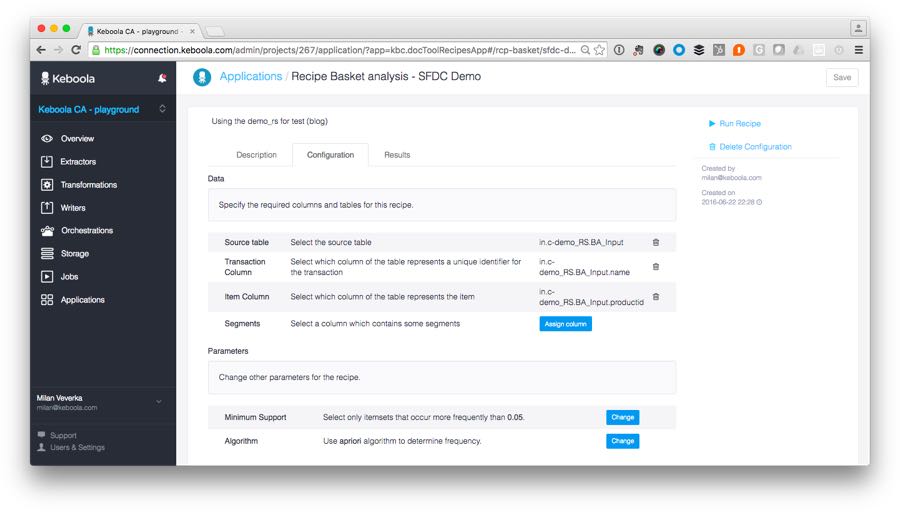 Keboola CA - playground -
https://connection.keboola.com/admin/projects/267/application/?app=kbc.docToolRecipesApp#/rcp-basket/sfdc-d...
Keboola
Applications / Recipe Basket analysis - SFDC Demo
Save
Keboola CA - playground
Overview
Extractors
Transformations
Writers
Orchestrations
Storage
Jobs
Applications
Milan Veverka
milan@keboola.com
Support
Users & Settings
Using the demo_rs for test (blog)
Description
Configuration
Results
Data
Specify the required columns and tables for this recipe.
Source table Select the source table in.c-demo_RS.BA_Input
Transaction Select which column of the table represents a unique identifier for in.c-
Column the transaction demo_RS.BA_Input.name
Item Column Select which column of the table represents the item in.c-
demo_RS.BA_Input.productid
Segments Select a column which contains some segments Assign column
Parameters
Change other parameters for the recipe.
Minimum Support Select only itemsets that occur more frequently than 0.05. Change
Algorithm Use apriori algorithm to determine frequency. Change
Run Recipe
Delete Configuration
Created by
milan@keboola.com
Created on
2016-06-22 22:28